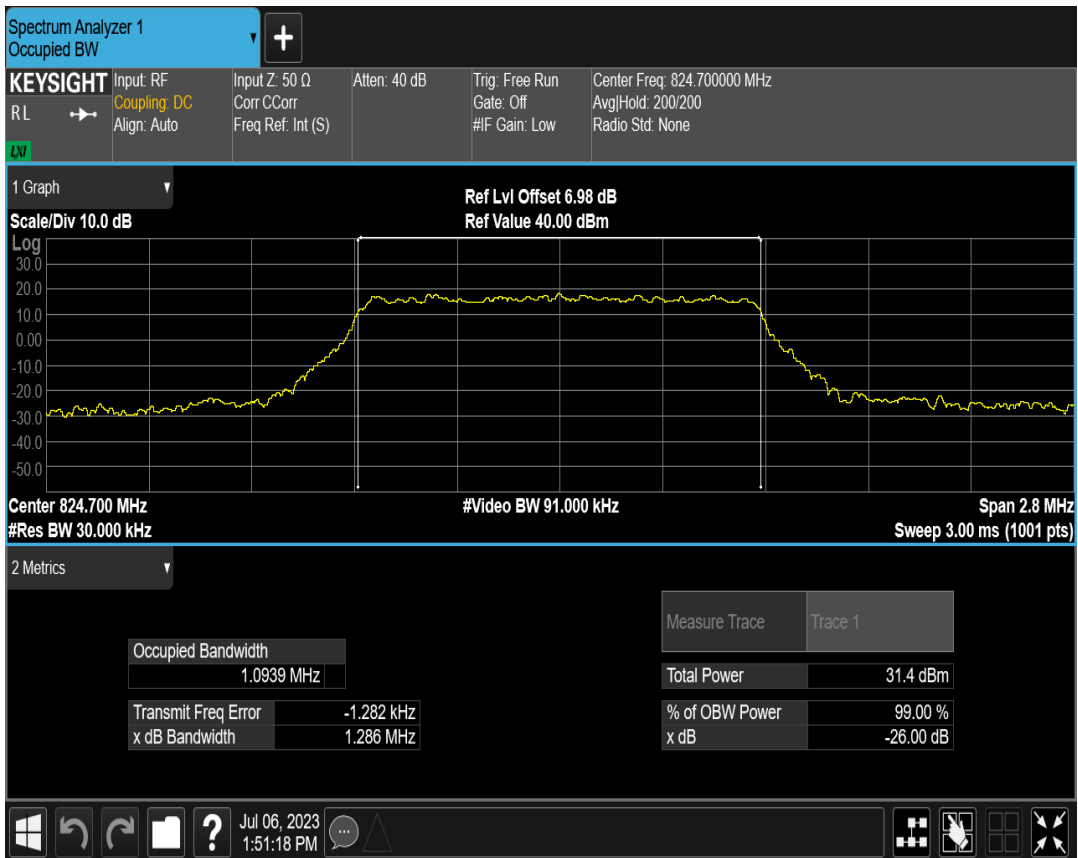 Spectrum Analyzer 1
Occupied BW
+
KEYSIGHT
RL
LXI
Input: RF
Coupling: DC
Align: Auto
Input Z: 50 Ω
Corr CCorr
Freq Ref: Int (S)
Atten: 40 dB
Trig: Free Run
Gate: Off
#IF Gain: Low
Center Freq: 824.700000 MHz
Avg|Hold: 200/200
Radio Std: None
1 Graph
Scale/Div 10.0 dB
Ref Lvl Offset 6.98 dB
Ref Value 40.00 dBm
Log
30.0
20.0
10.0
0.00
-10.0
-20.0
-30.0
-40.0
-50.0
Center 824.700 MHz
#Res BW 30.000 kHz
#Video BW 91.000 kHz
Span 2.8 MHz
Sweep 3.00 ms (1001 pts)
2 Metrics
Occupied Bandwidth
1.0939 MHz
Transmit Freq Error -1.282 kHz
x dB Bandwidth 1.286 MHz
Measure Trace Trace 1
Total Power 31.4 dBm
% of OBW Power 99.00 %
x dB -26.00 dB
?
Jul 06, 2023
1:51:18 PM